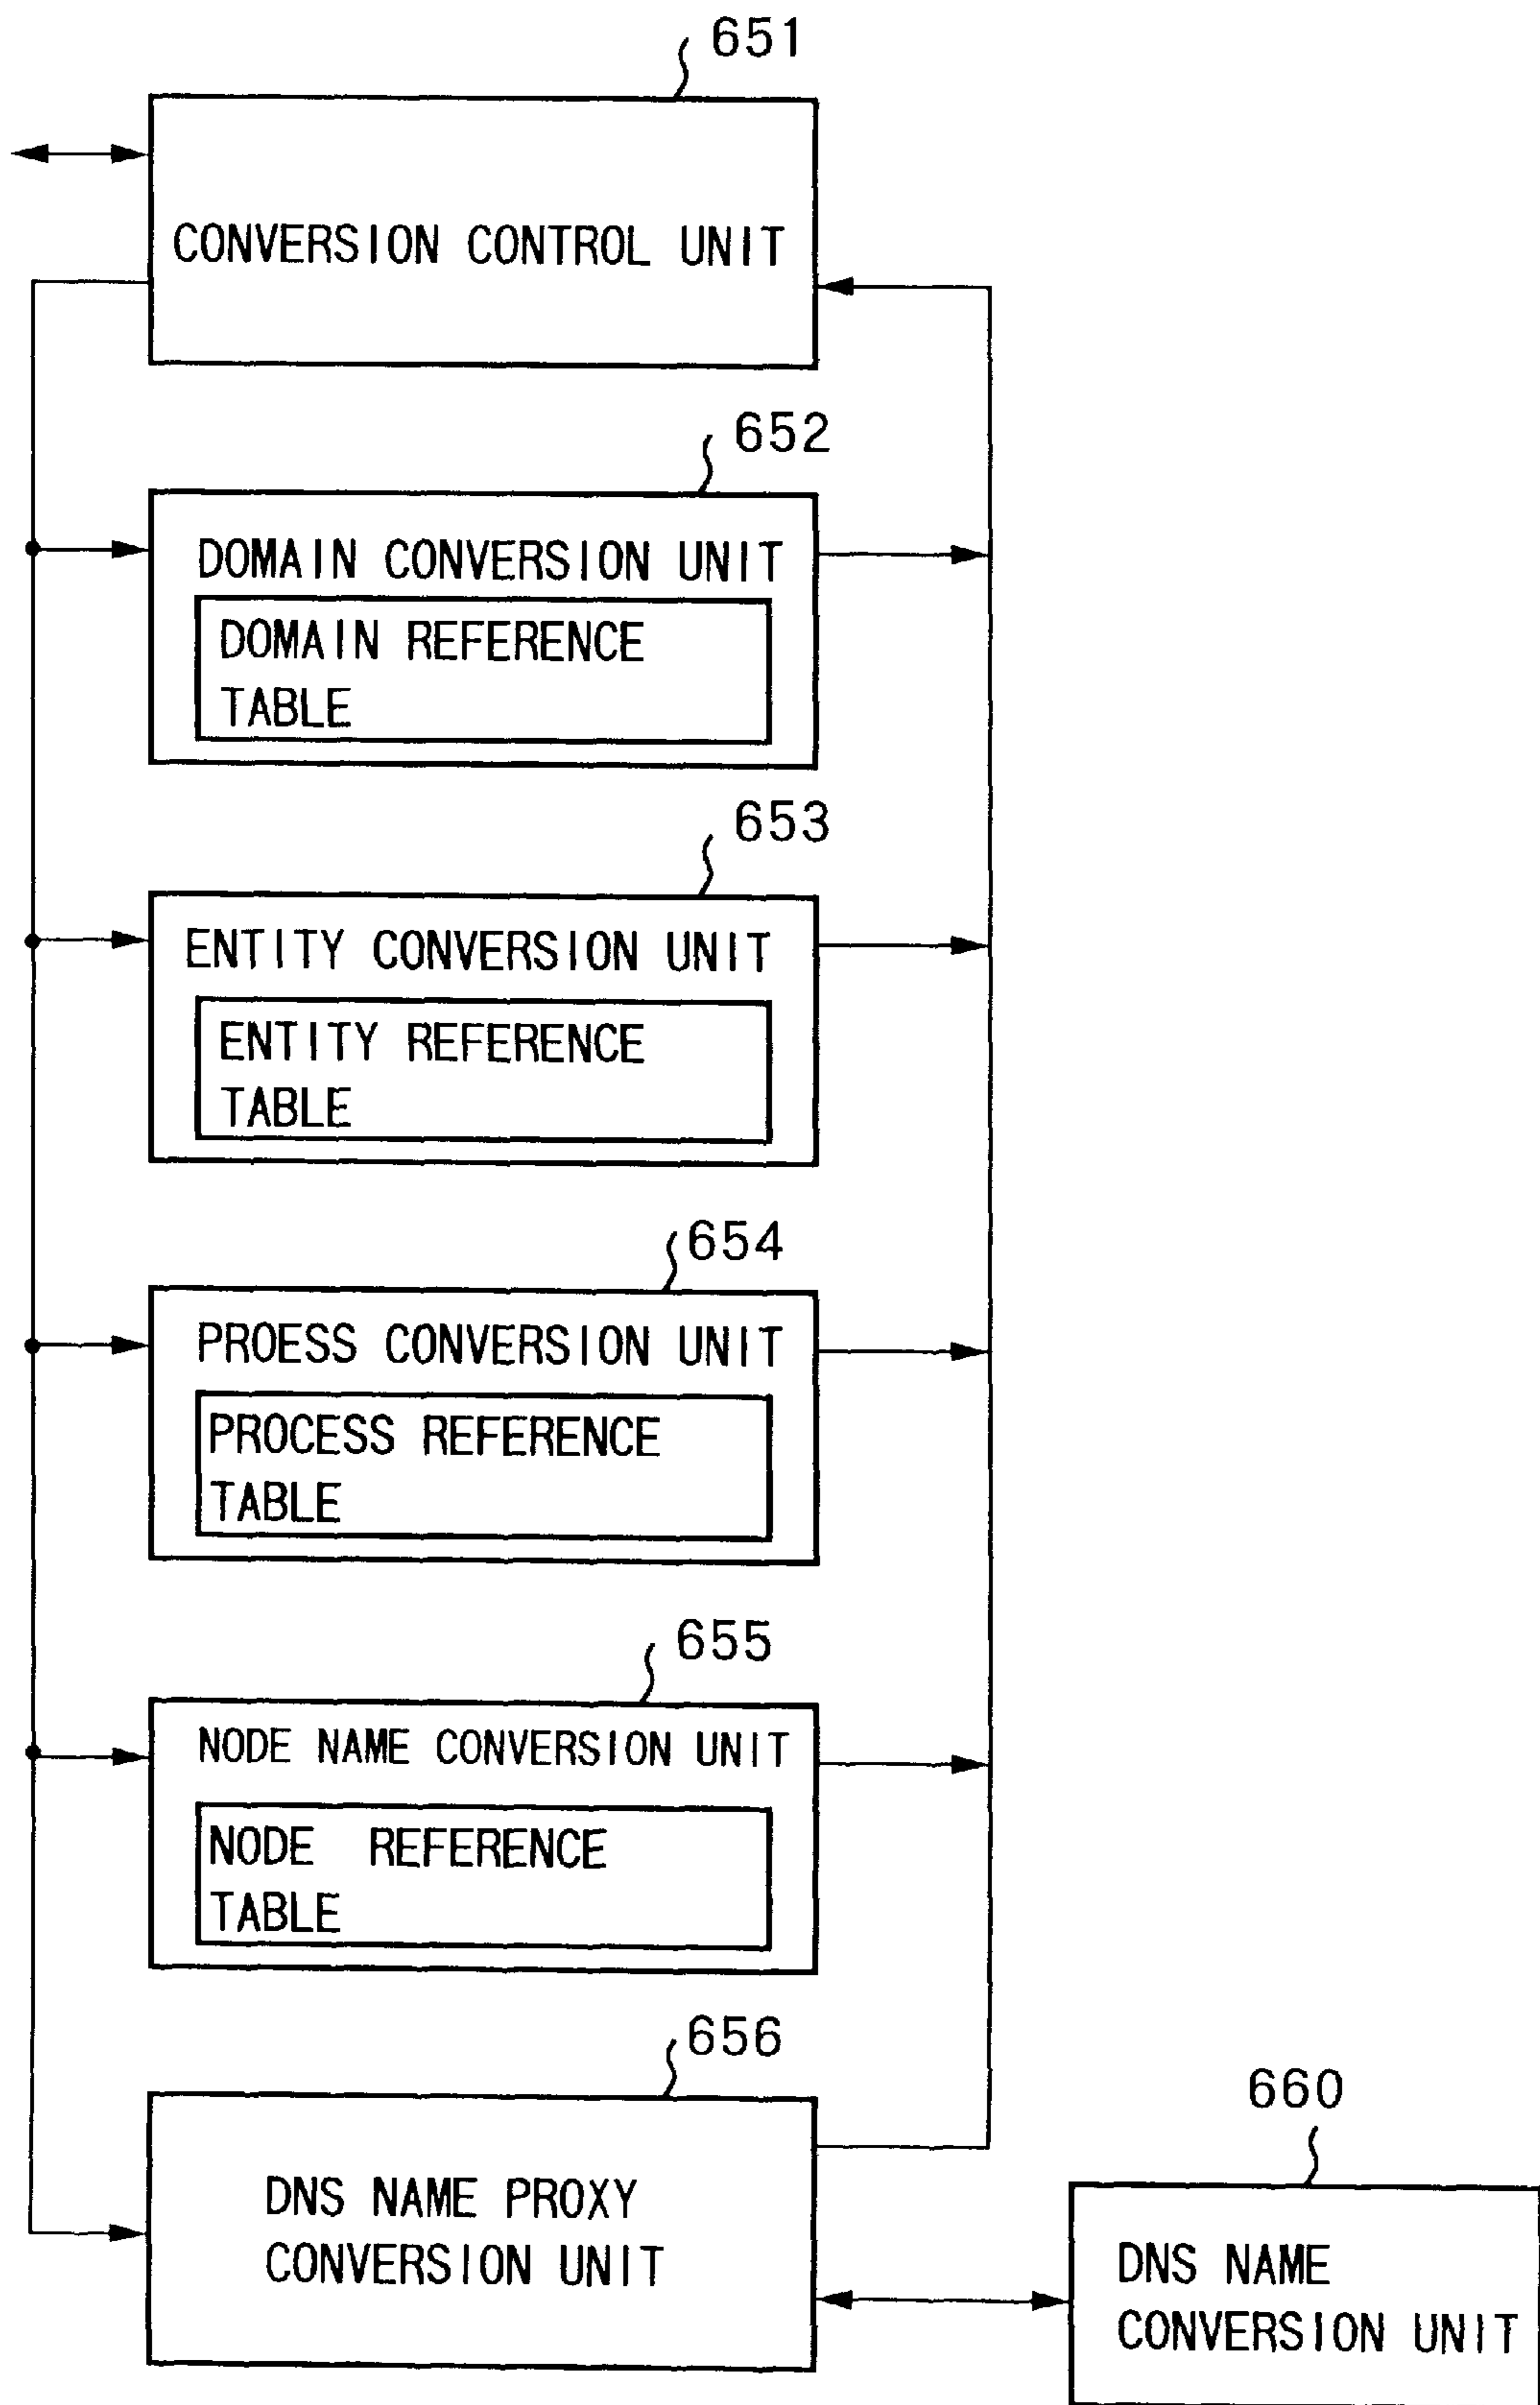 651
CONVERSION CONTROL UNIT
652
DOMAIN CONVERSION UNIT
DOMAIN REFERENCE
TABLE
653
ENTITY CONVERSION UNIT
ENTITY REFERENCE
TABLE
654
PROESS CONVERSION UNIT
PROCESS REFERENCE
TABLE
655
NODE NAME CONVERSION UNIT
NODE REFERENCE
TABLE
656
DNS NAME PROXY
CONVERSION UNIT
660
DNS NAME
CONVERSION UNIT